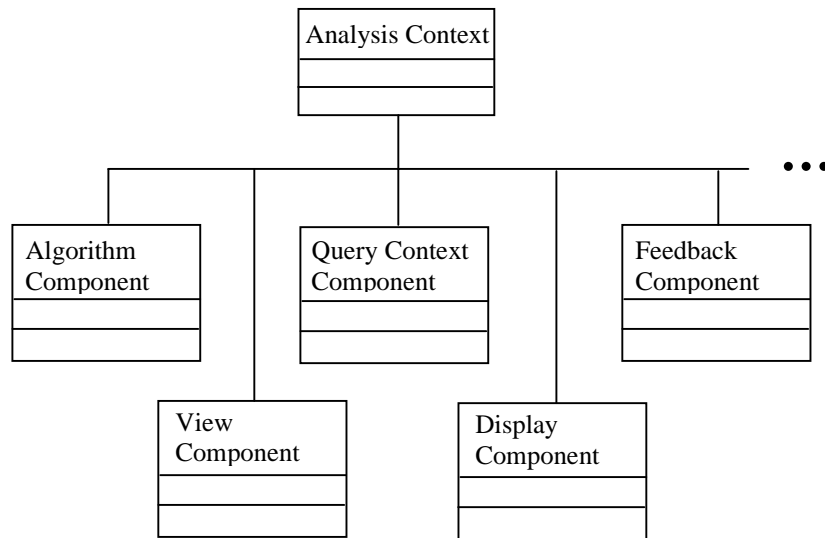 Analysis Context
Algorithm
Component
Query Context
Component
Feedback
Component
View
Component
Display
Component